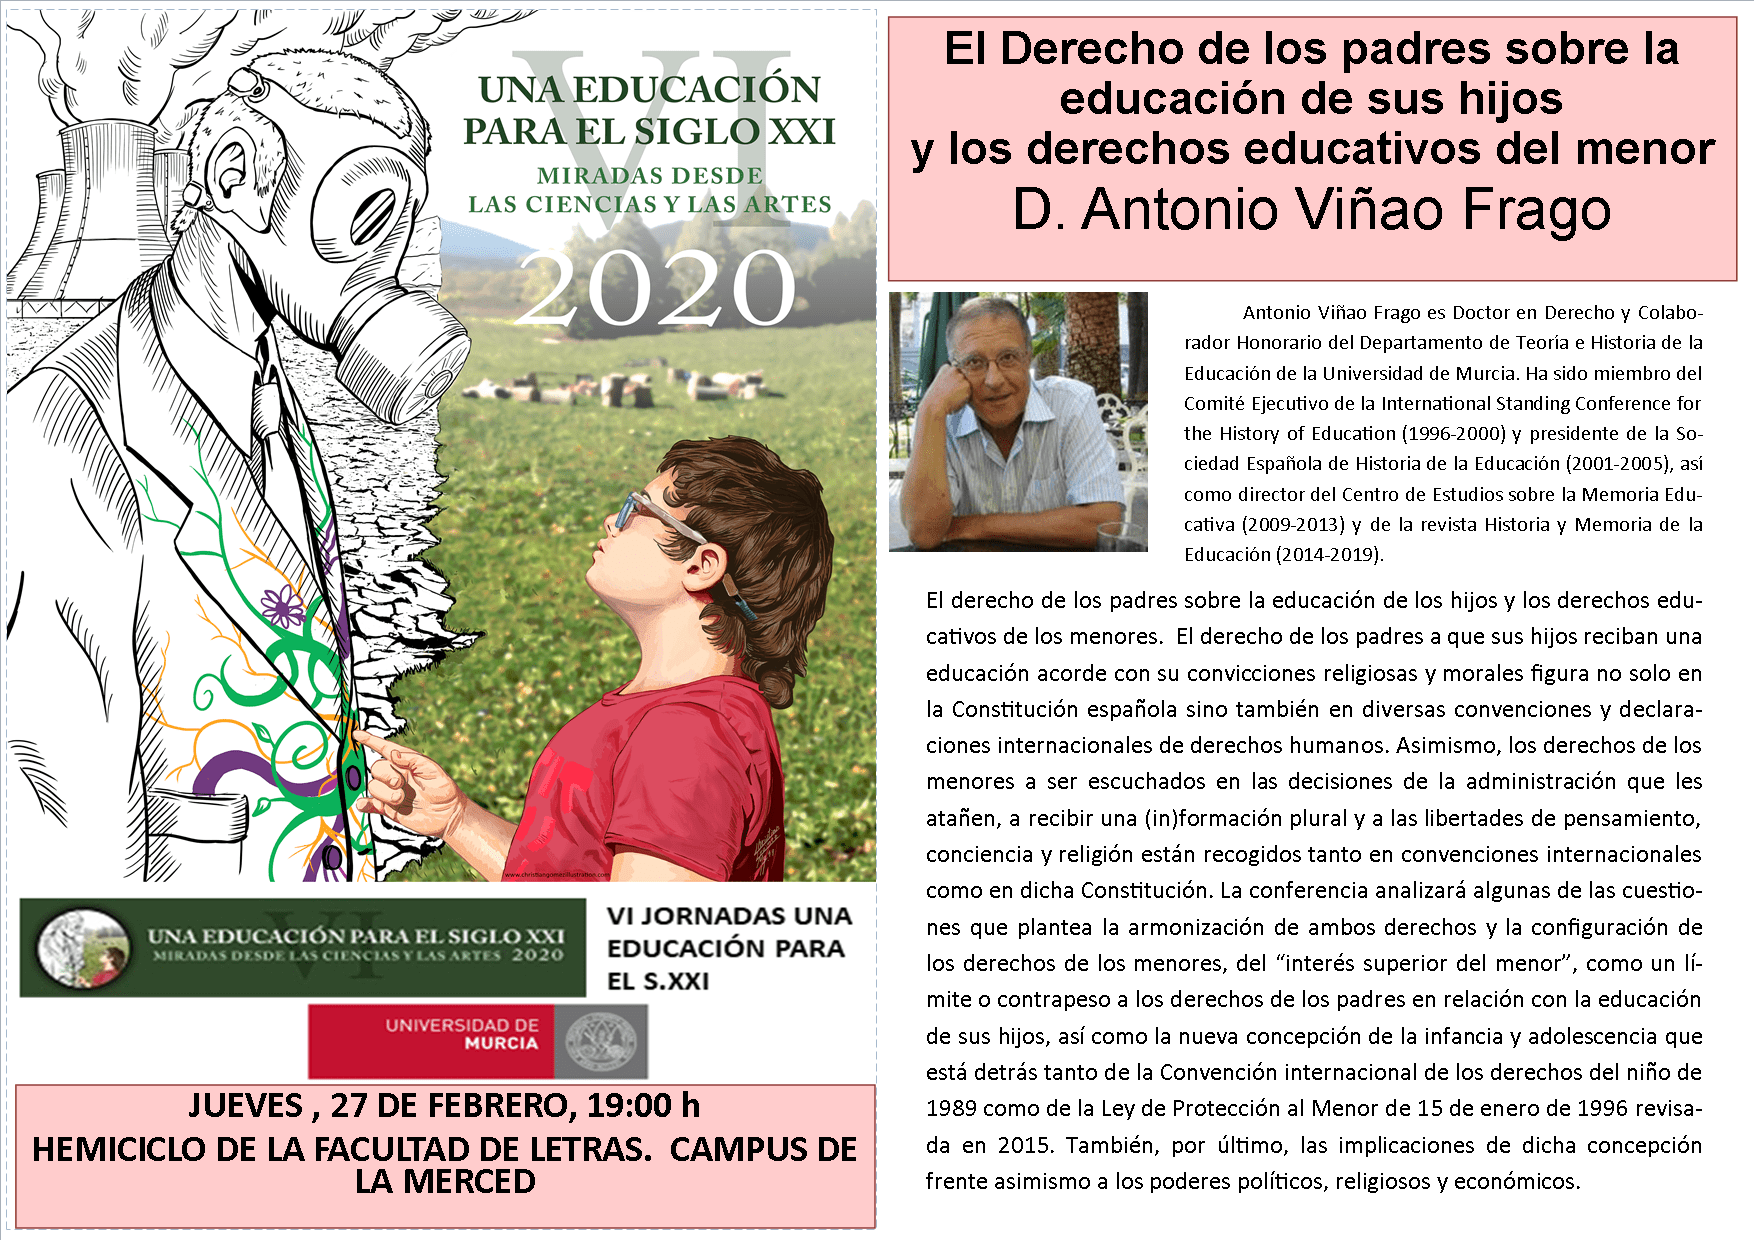 VI
UNA EDUCACIÓN
PARA EL SIGLO XXI
MIRADAS DESDE
LAS CIENCIAS Y LAS ARTES
2020
www.christiangomesillustration.com
VI
UNA EDUCACIÓN PARA EL SIGLO XXI
MIRADAS DESDE LAS CIENCIAS Y LAS ARTES 2020
VI JORNADAS UNA
EDUCACIÓN PARA
EL S.XXI
UNIVERSIDAD DE
MURCIA
JUEVES , 27 DE FEBRERO, 19:00 h
HEMICICLO DE LA FACULTAD DE LETRAS.  CAMPUS DE
LA MERCED
El Derecho de los padres sobre la
educación de sus hijos
y los derechos educativos del menor
D. Antonio Viñao Frago
Antonio Viñao Frago es Doctor en Derecho y Colabo-
rador Honorario del Departamento de Teoría e Historia de la
Educación de la Universidad de Murcia. Ha sido miembro del
Comité Ejecutivo de la International Standing Conference for
the History of Education (1996-2000) y presidente de la So-
ciedad Española de Historia de la Educación (2001-2005), así
como director del Centro de Estudios sobre la Memoria Edu-
cativa (2009-2013) y de la revista Historia y Memoria de la
Educación (2014-2019).
El derecho de los padres sobre la educación de los hijos y los derechos edu-
cativos de los menores.  El derecho de los padres a que sus hijos reciban una
educación acorde con su convicciones religiosas y morales figura no solo en
la Constitución española sino también en diversas convenciones y declara-
ciones internacionales de derechos humanos. Asimismo, los derechos de los
menores a ser escuchados en las decisiones de la administración que les
atañen, a recibir una (in)formación plural y a las libertades de pensamiento,
conciencia y religión están recogidos tanto en convenciones internacionales
como en dicha Constitución. La conferencia analizará algunas de las cuestio-
nes que plantea la armonización de ambos derechos y la configuración de
los derechos de los menores, del “interés superior del menor”, como un lí-
mite o contrapeso a los derechos de los padres en relación con la educación
de sus hijos, así como la nueva concepción de la infancia y adolescencia que
está detrás tanto de la Convención internacional de los derechos del niño de
1989 como de la Ley de Protección al Menor de 15 de enero de 1996 revisa-
da en 2015. También, por último, las implicaciones de dicha concepción
frente asimismo a los poderes políticos, religiosos y económicos.